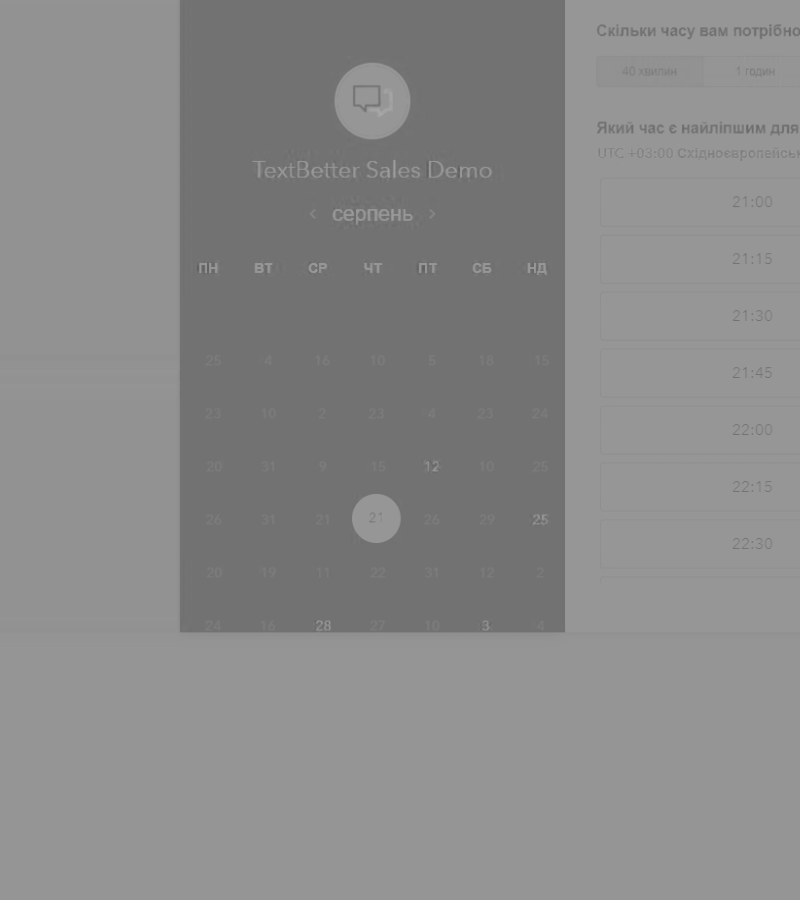 TextBetter Sales Demo
‹ серпень ›
ПН ВТ СР ЧТ ПТ СБ НД
25 4 16 10 5 18 15
23 10 2 23 4 23 24
20 31 9 15 12 10 25
26 31 21 21 26 29 25
20 19 11 22 31 12 2
24 16 28 27 10 3 4
Скільки часу вам потрібно
40 хвилин 1 годин
Який час є найліпшим для
UTC +03:00
21:00
21:15
21:30
21:45
22:00
22:15
22:30